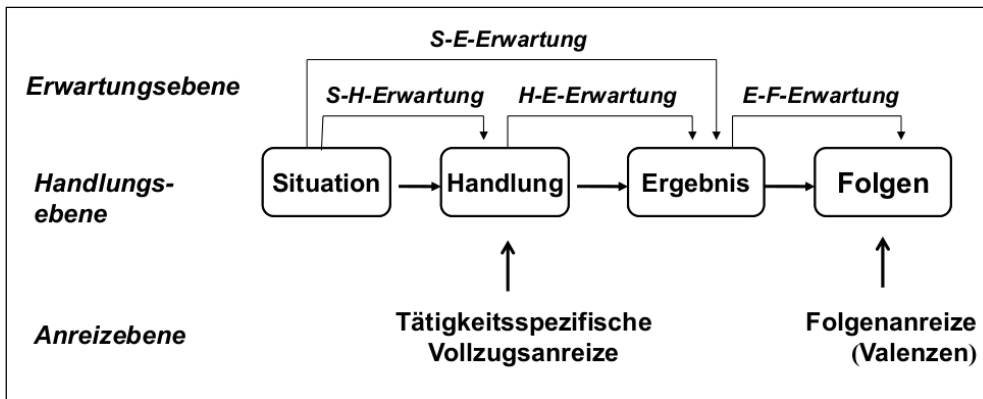 S-E-Erwartung
Erwartungsebene
S-H-Erwartung
H-E-Erwartung
E-F-Erwartung
Handlungs-
ebene
Situation
Handlung
Ergebnis
Folgen
Anreizebene
Tätigkeitsspezifische
Vollzugsanreize
Folgenanreize
(Valenzen)